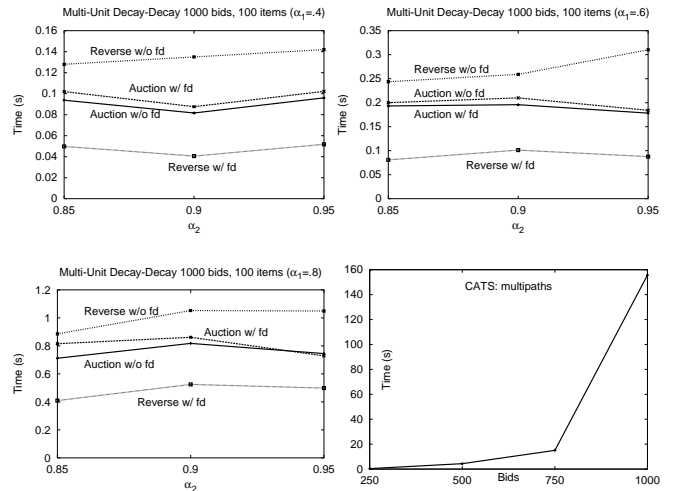 Multi-Unit Decay-Decay 1000 bids, 100 items (α1=.4)
0.16
0.14
0.12
0.1
0.08
0.06
0.04
0.02
0
Time (s)
Reverse w/o fd
Auction w/ fd
Auction w/o fd
Reverse w/ fd
0.85
0.9
0.95
α2
Multi-Unit Decay-Decay 1000 bids, 100 items (α1=.6)
0.35
0.3
0.25
0.2
0.15
0.1
0.05
0
Time (s)
Reverse w/o fd
Auction w/o fd
Auction w/ fd
Reverse w/ fd
0.85
0.9
0.95
α2
Multi-Unit Decay-Decay 1000 bids, 100 items (α1=.8)
1.2
1
0.8
0.6
0.4
0.2
0
Time (s)
Reverse w/o fd
Auction w/ fd
Auction w/o fd
Reverse w/ fd
0.85
0.9
0.95
α2
160
140
120
100
80
60
40
20
0
CATS: multipaths
Time (s)
250
500
750
1000
Bids